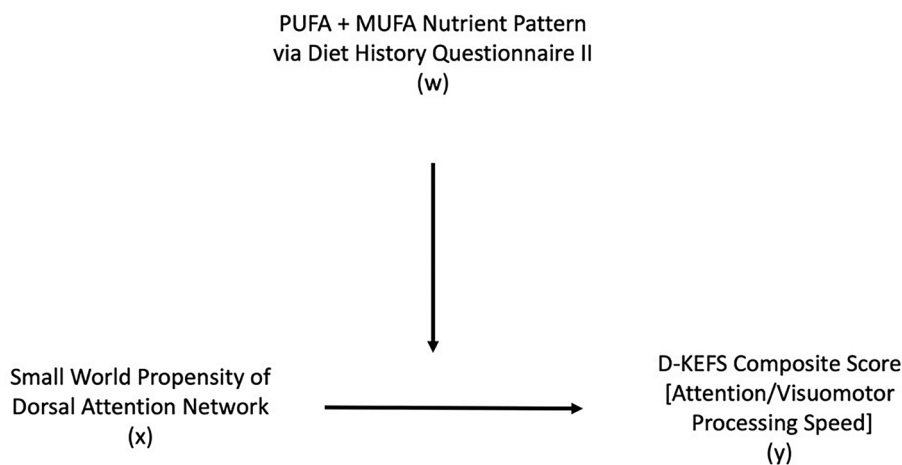 PUFA + MUFA Nutrient Pattern
via Diet History Questionnaire II
(w)
Small World Propensity of
Dorsal Attention Network
(x)
D-KEFS Composite Score
[Attention/Visuomotor
Processing Speed]
(y)